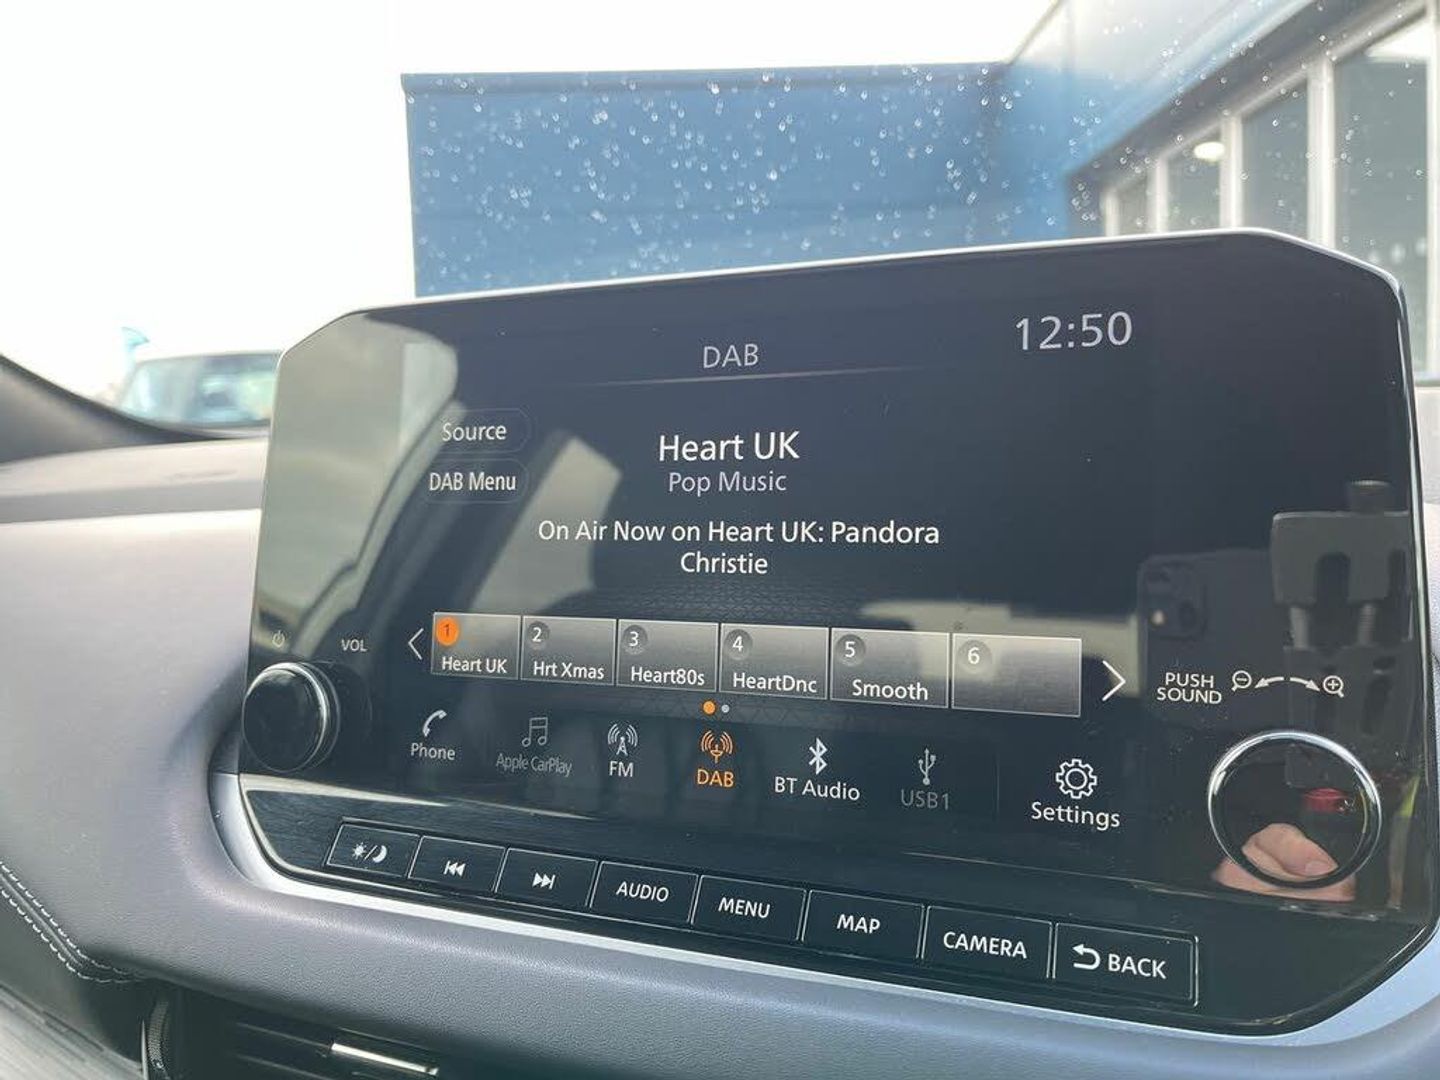 DAB
12:50
Source
DAB Menu
Heart UK
Pop Music
On Air Now on Heart UK: Pandora
Christie
VOL
1
Heart UK
2
Hrt Xmas
3
Heart80s
4
HeartDnc
5
Smooth
6
PUSH
SOUND
Phone
Apple CarPlay
FM
DAB
BT Audio
USB1
Settings
AUDIO
MENU
MAP
CAMERA
BACK